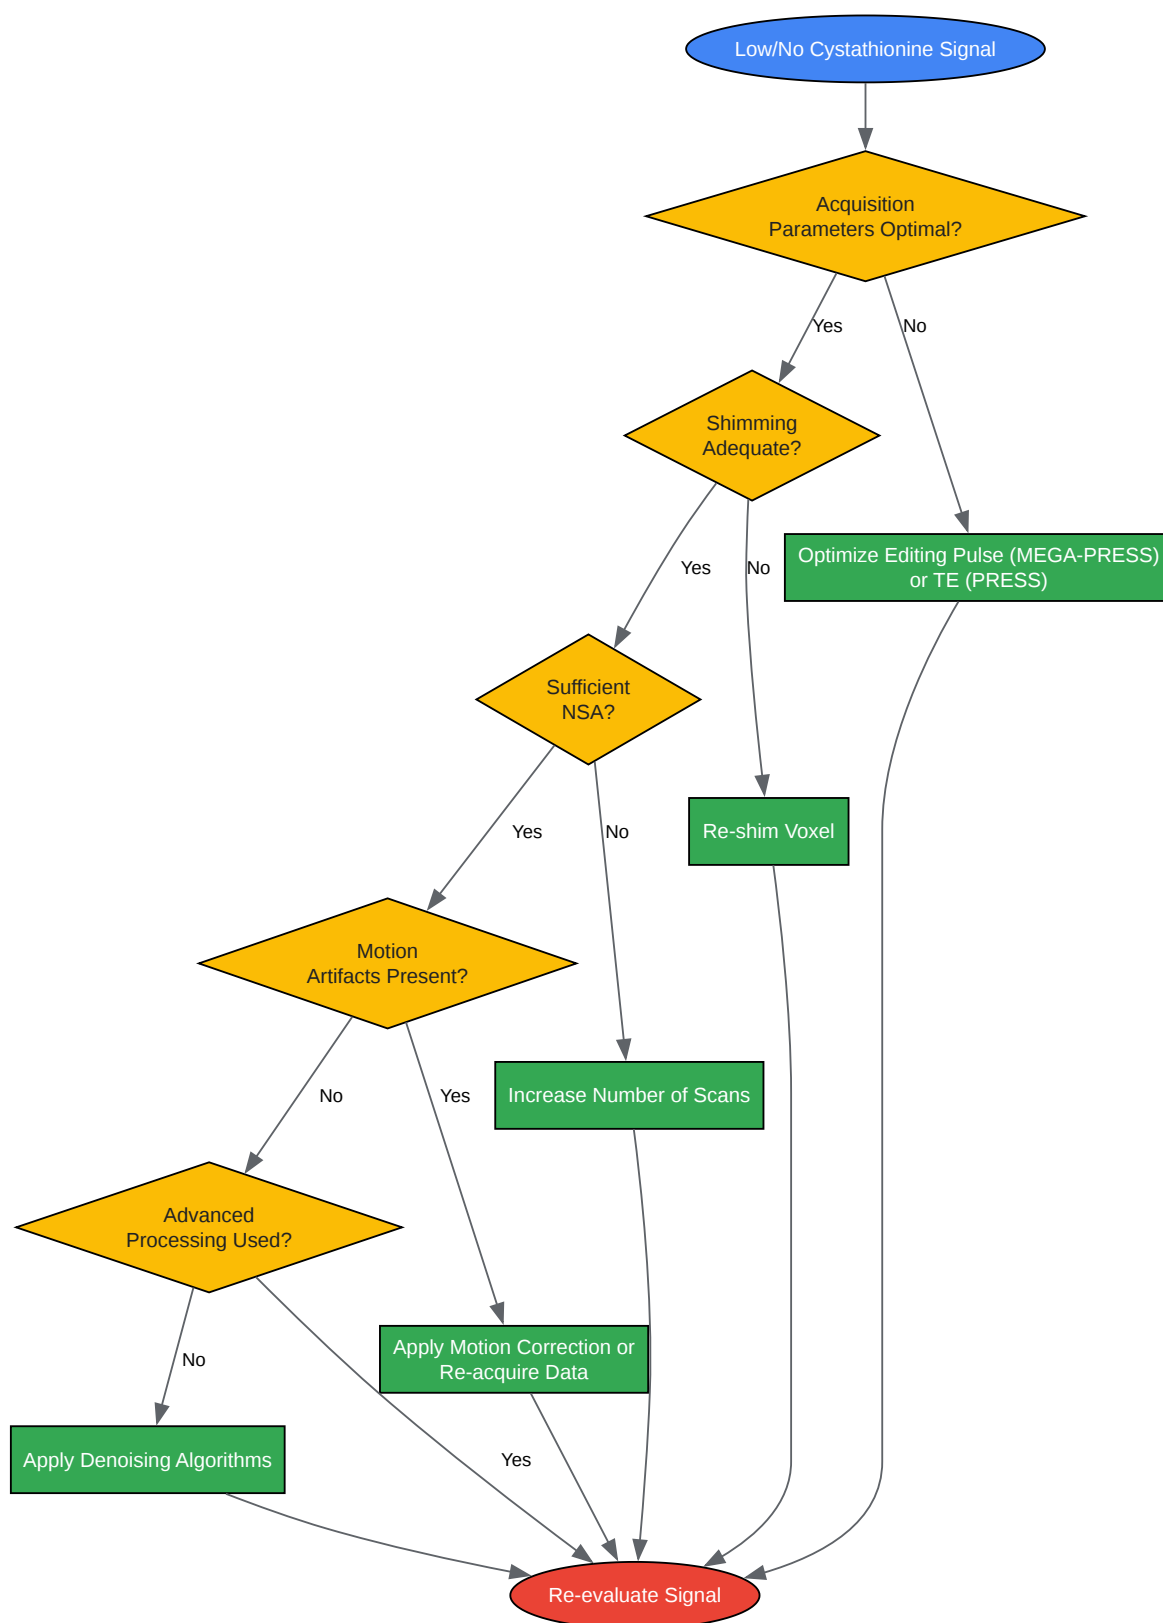 Low/No Cystathionine Signal
Acquisition
Parameters Optimal?
Yes
No
Shimming
Adequate?
Optimize Editing Pulse (MEGA-PRESS)
or TE (PRESS)
Yes
No
Sufficient
NSA?
Re-shim Voxel
Yes
No
Motion
Artifacts Present?
Increase Number of Scans
No
Yes
Advanced
Processing Used?
Apply Motion Correction or
Re-acquire Data
No
Yes
Apply Denoising Algorithms
Re-evaluate Signal